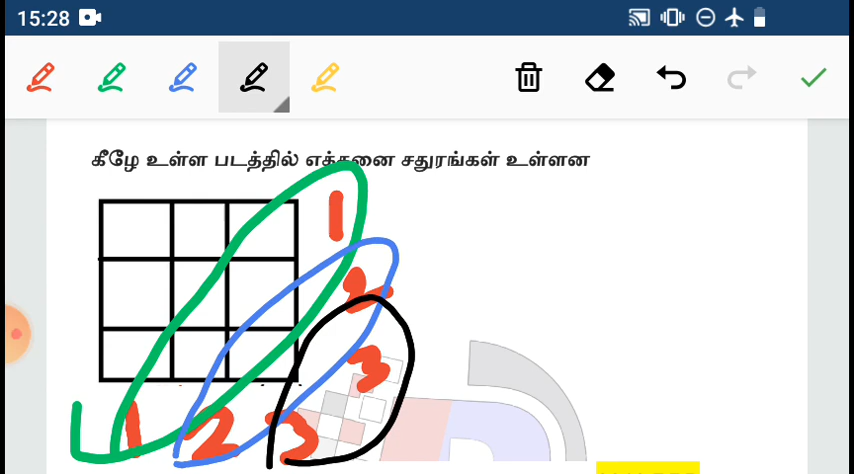 15:28
கீழே உள்ள படத்தில் எத்தனை சதுரங்கள் உள்ளன
1
2
3
1 2 3